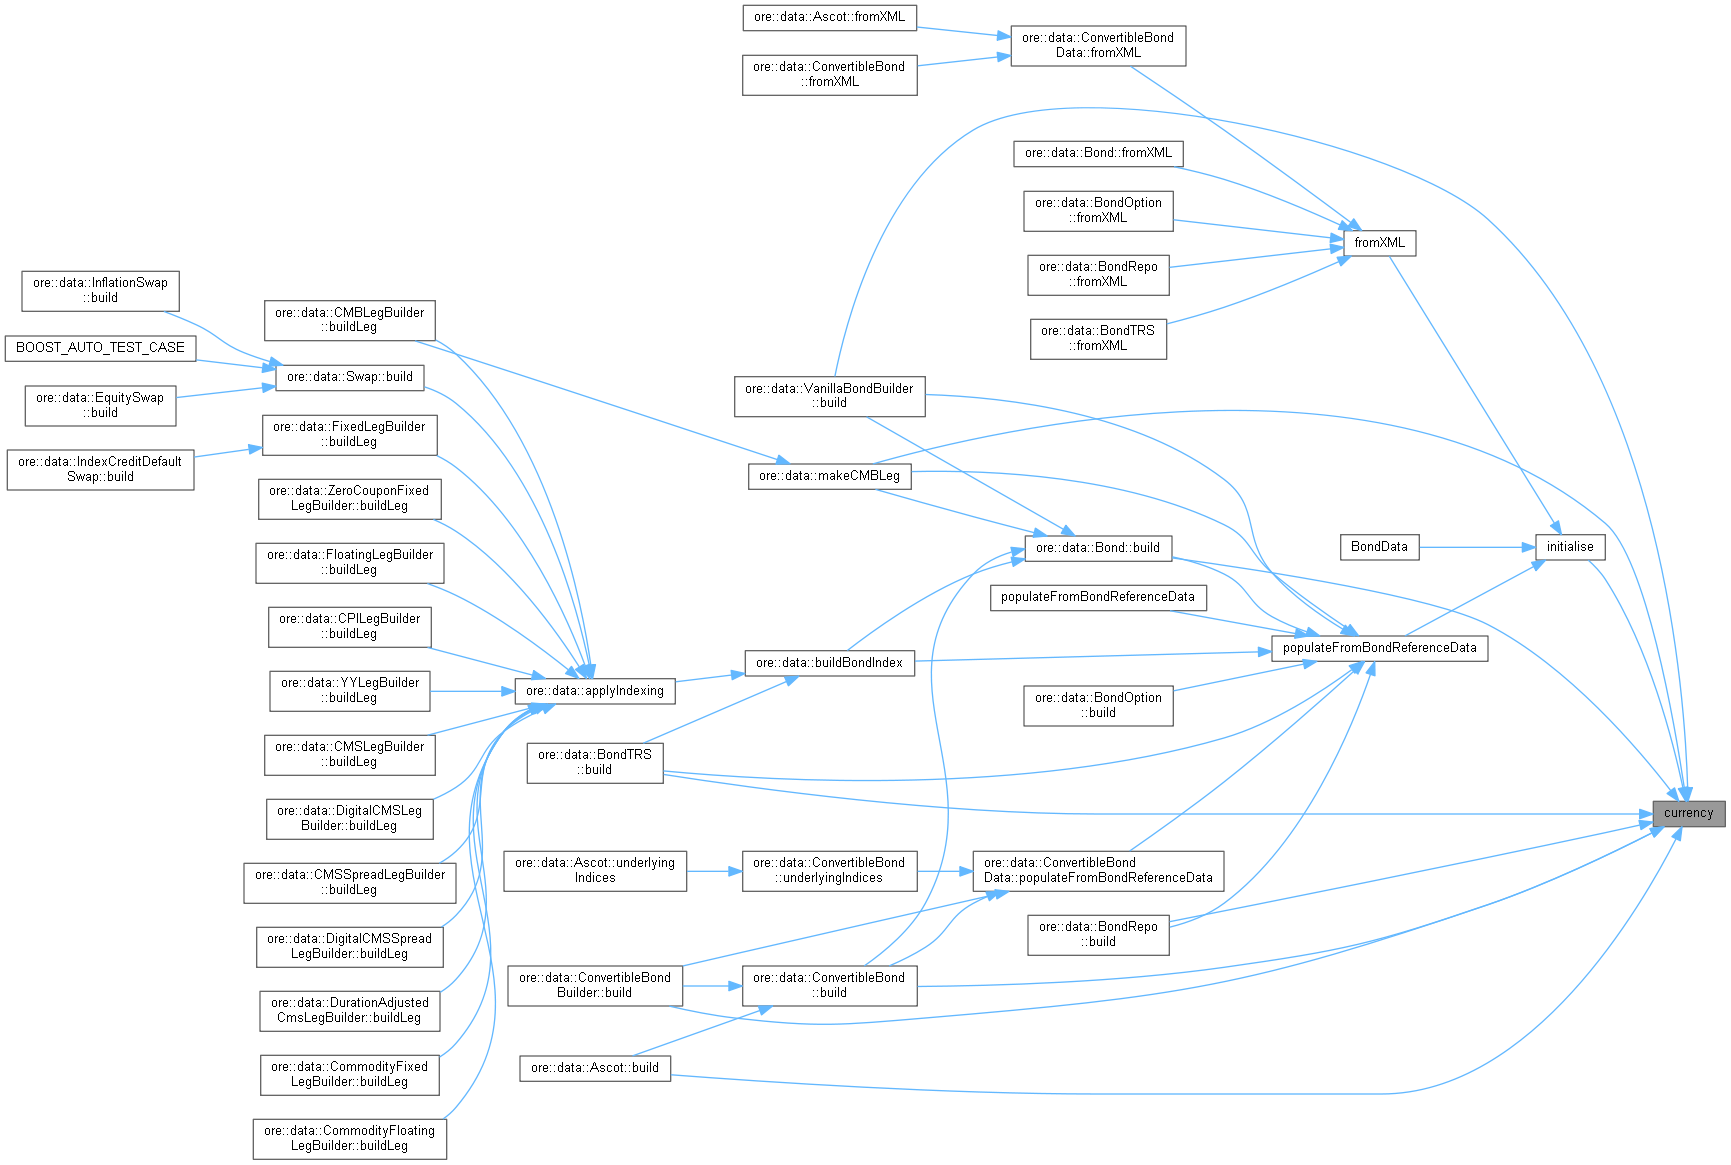 ore::data::Ascot::fromXML
ore::data::ConvertibleBond
Data::fromXML
ore::data::ConvertibleBond
::fromXML
ore::data::Bond::fromXML
ore::data::BondOption
::fromXML
fromXML
ore::data::BondRepo
::fromXML
ore::data::BondTRS
::fromXML
ore::data::InflationSwap
::build
ore::data::CMBLegBuilder
::buildLeg
BOOST_AUTO_TEST_CASE
ore::data::Swap::build
ore::data::EquitySwap
::build
ore::data::VanillaBondBuilder
::build
ore::data::FixedLegBuilder
::buildLeg
ore::data::IndexCreditDefault
Swap::build
ore::data::makeCMBLeg
ore::data::ZeroCouponFixed
LegBuilder::buildLeg
ore::data::Bond::build
BondData
initialise
ore::data::FloatingLegBuilder
::buildLeg
populateFromBondReferenceData
ore::data::CPILegBuilder
::buildLeg
populateFromBondReferenceData
ore::data::buildBondIndex
ore::data::YYLegBuilder
::buildLeg
ore::data::applyIndexing
ore::data::BondOption
::build
ore::data::CMSLegBuilder
::buildLeg
ore::data::BondTRS
::build
ore::data::DigitalCMSLeg
Builder::buildLeg
currency
ore::data::CMSSpreadLegBuilder
::buildLeg
ore::data::Ascot::underlying
Indices
ore::data::ConvertibleBond
::underlyingIndices
ore::data::ConvertibleBond
Data::populateFromBondReferenceData
ore::data::BondRepo
::build
ore::data::DigitalCMSSpread
LegBuilder::buildLeg
ore::data::ConvertibleBond
Builder::build
ore::data::ConvertibleBond
::build
ore::data::DurationAdjusted
CmsLegBuilder::buildLeg
ore::data::CommodityFixed
LegBuilder::buildLeg
ore::data::Ascot::build
ore::data::CommodityFloating
LegBuilder::buildLeg